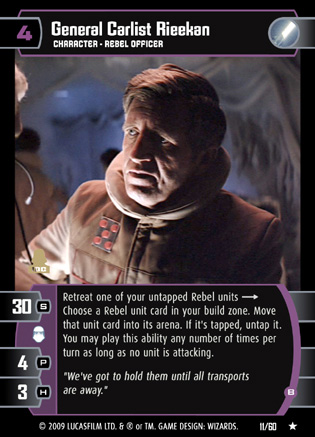 4 General Carlist Rieekan
CHARACTER • REBEL OFFICER
30 S
4 P
3 H
Retreat one of your untapped Rebel units →
Choose a Rebel unit card in your build zone. Move
that unit card into its arena. If it's tapped, untap it.
You may play this ability any number of times per
turn as long as no unit is attacking.
"We've got to hold them until all transports
are away."
B
© 2009 LUCASFILM LTD. & ® or TM. GAME DESIGN: WIZARDS. 11/60 ★